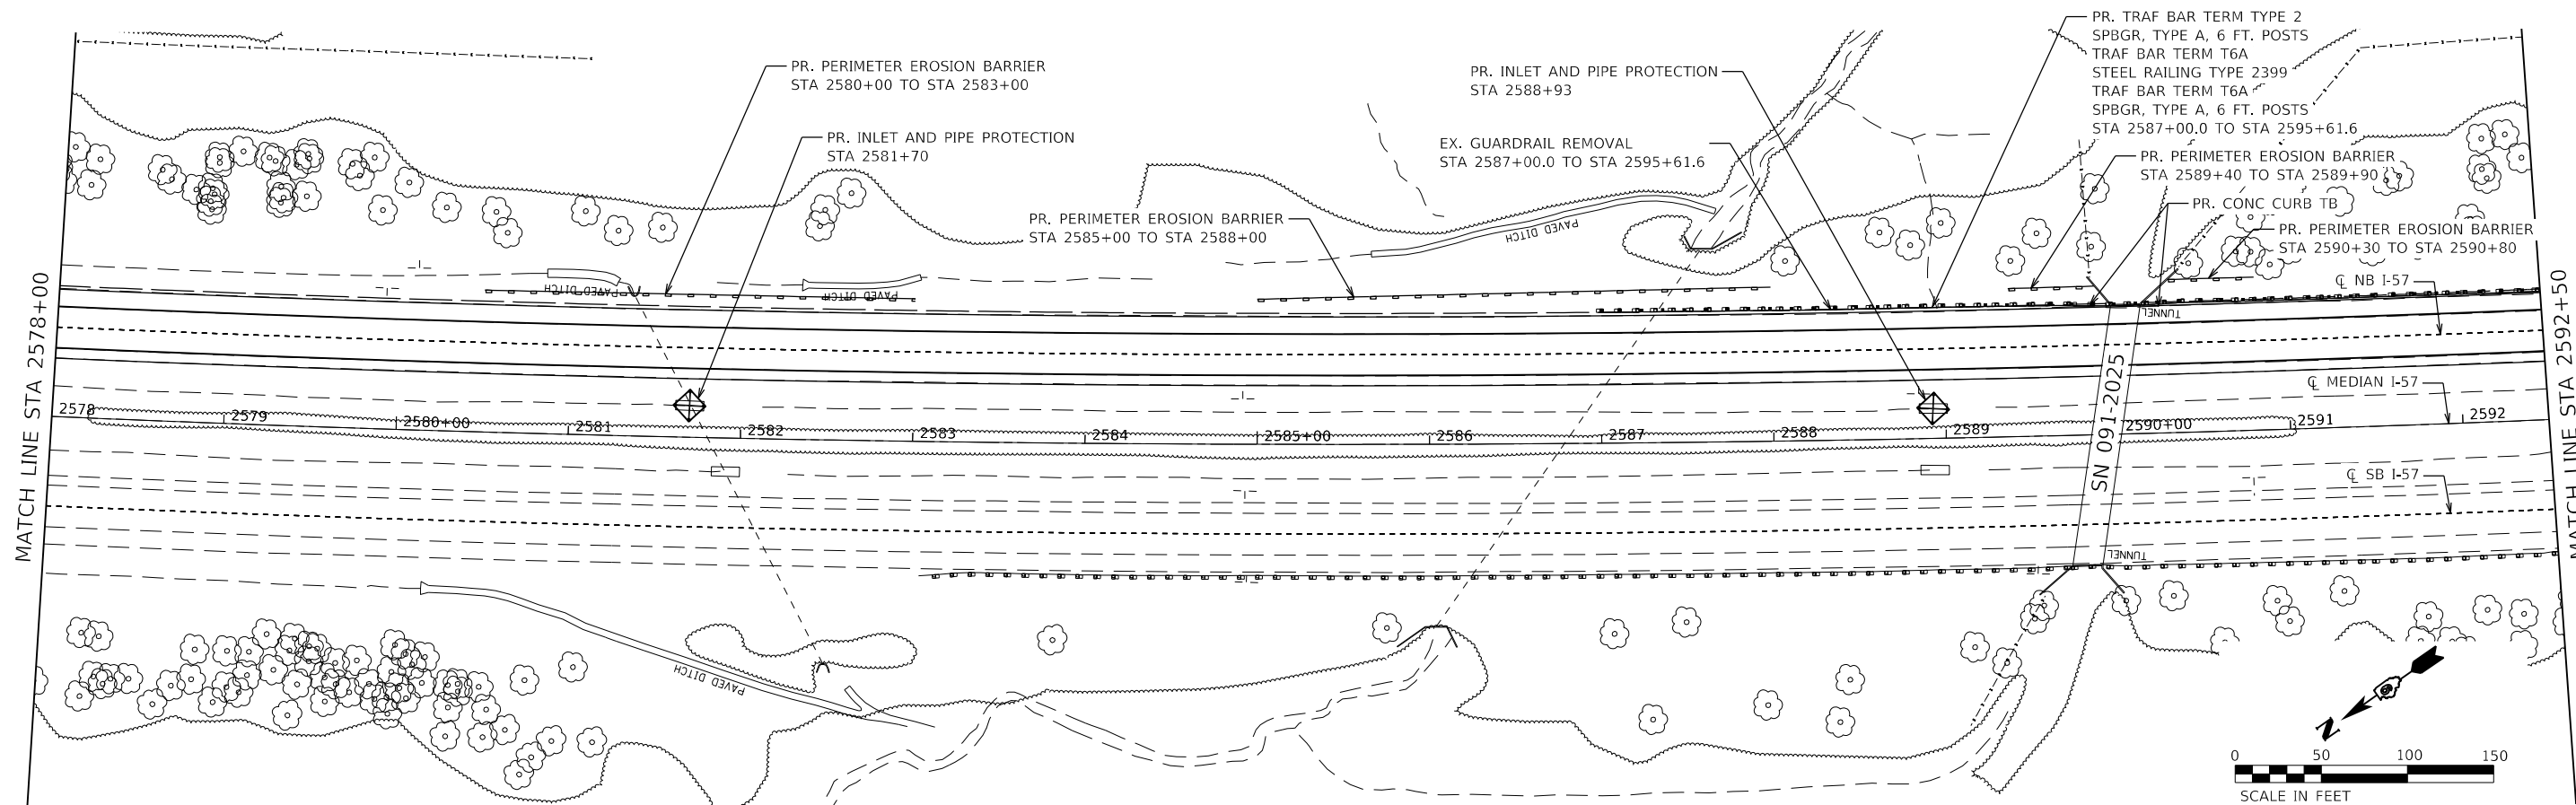 PR. TRAF BAR TERM TYPE 2
SPBGR, TYPE A, 6 FT. POSTS
TRAF BAR TERM T6A
STEEL RAILING TYPE 2399
TRAF BAR TERM T6A
SPBGR, TYPE A, 6 FT. POSTS
STA 2587+00.0 TO STA 2595+61.6
PR. PERIMETER EROSION BARRIER
STA 2580+00 TO STA 2583+00
PR. INLET AND PIPE PROTECTION
STA 2588+93
PR. INLET AND PIPE PROTECTION
STA 2581+70
EX. GUARDRAIL REMOVAL
STA 2587+00.0 TO STA 2595+61.6
PR. PERIMETER EROSION BARRIER
STA 2589+40 TO STA 2589+90
PR. CONC CURB TB
PR. PERIMETER EROSION BARRIER
STA 2585+00 TO STA 2588+00
PR. PERIMETER EROSION BARRIER
STA 2590+30 TO STA 2590+80
PAVED DITCH
PAVED DITCH
PAVED DITCH
℄ NB I-57
TUNNEL
MATCH LINE STA 2578+00
MATCH LINE STA 2592+50
℄ MEDIAN I-57
2578
2579
2580+00
2581
2582
2583
2584
2585+00
2586
2587
2588
2589
2590+00
2591
2592
SN 091-2025
℄ SB I-57
TUNNEL
PAVED DITCH
N
0 50 100 150
SCALE IN FEET